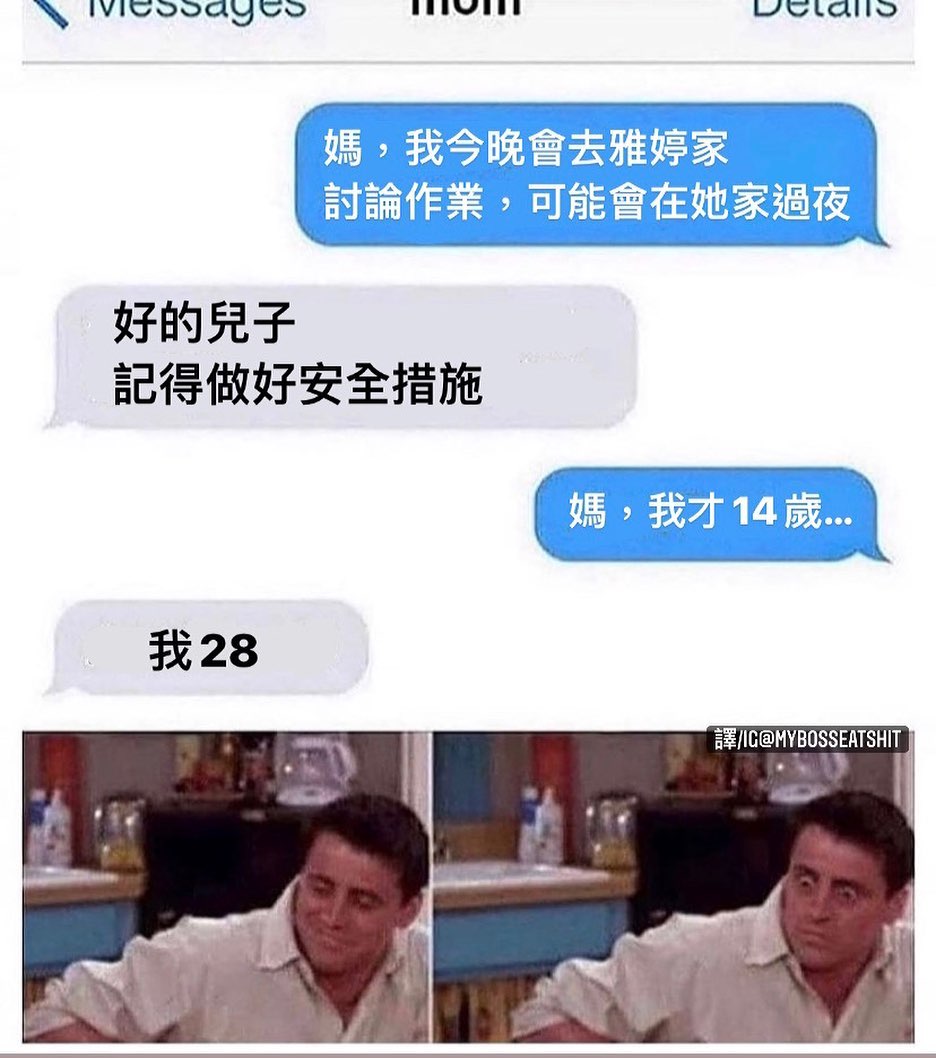 Messages mom Details
媽，我今晚會去雅婷家
討論作業，可能會在她家過夜
好的兒子
記得做好安全措施
媽，我才14歲...
我28
譯/IG@MYBOSSEATSHIT